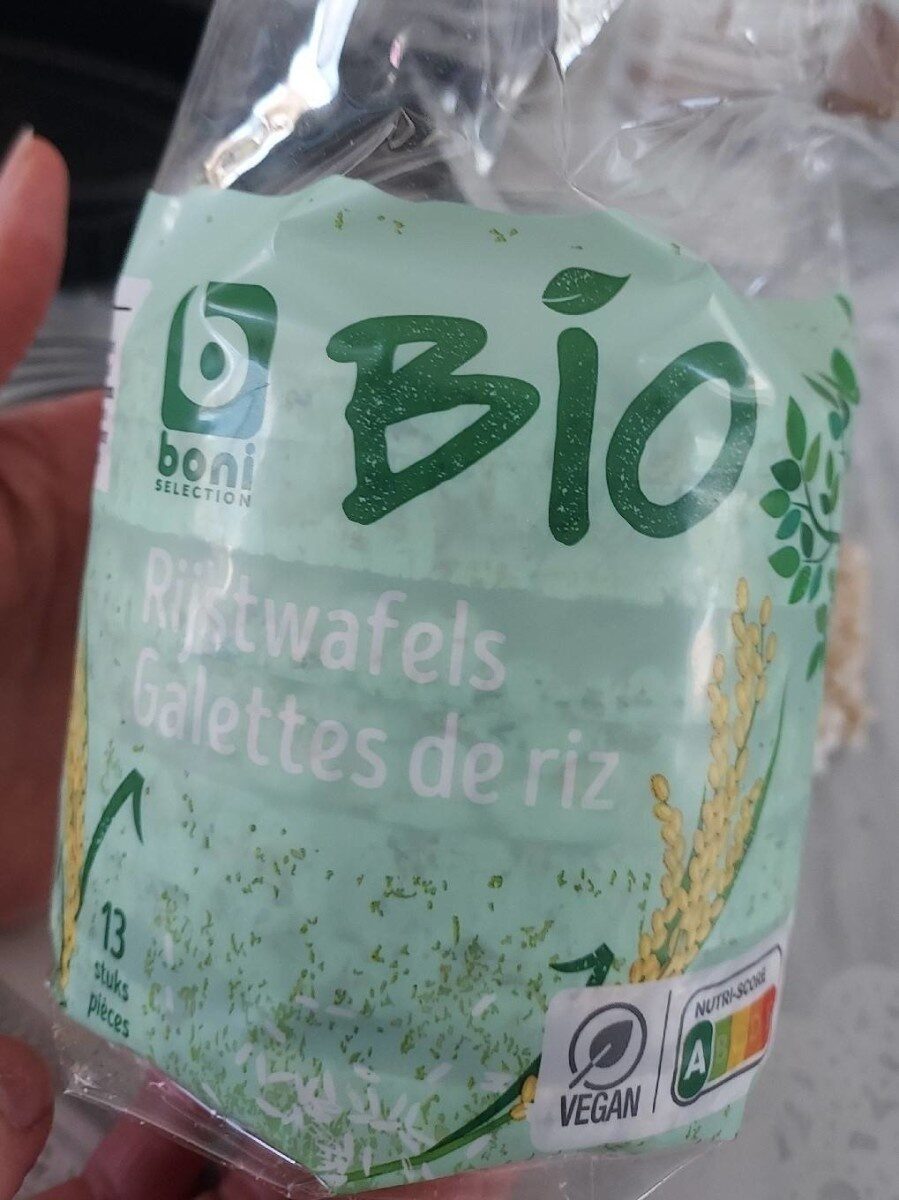 boni
SELECTION
BIO
Rijstwafels
Galettes de riz
13
stuks
pièces
VEGAN
NUTRI-SCORE
A